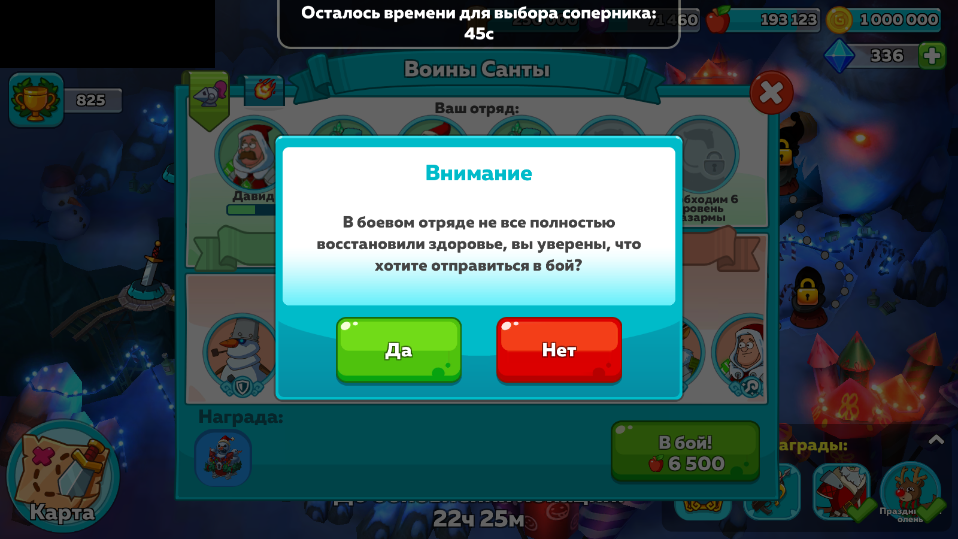 Осталось времени для выбора соперника:
45с
460
193 123
1 000 000
336
825
Воины Санты
Ваш отряд:
Внимание
В боевом отряде не все полностью
восстановили здоровье, вы уверены, что
хотите отправиться в бой?
Да
Нет
Награда:
В бой!
6 500
Карта
22ч 25м